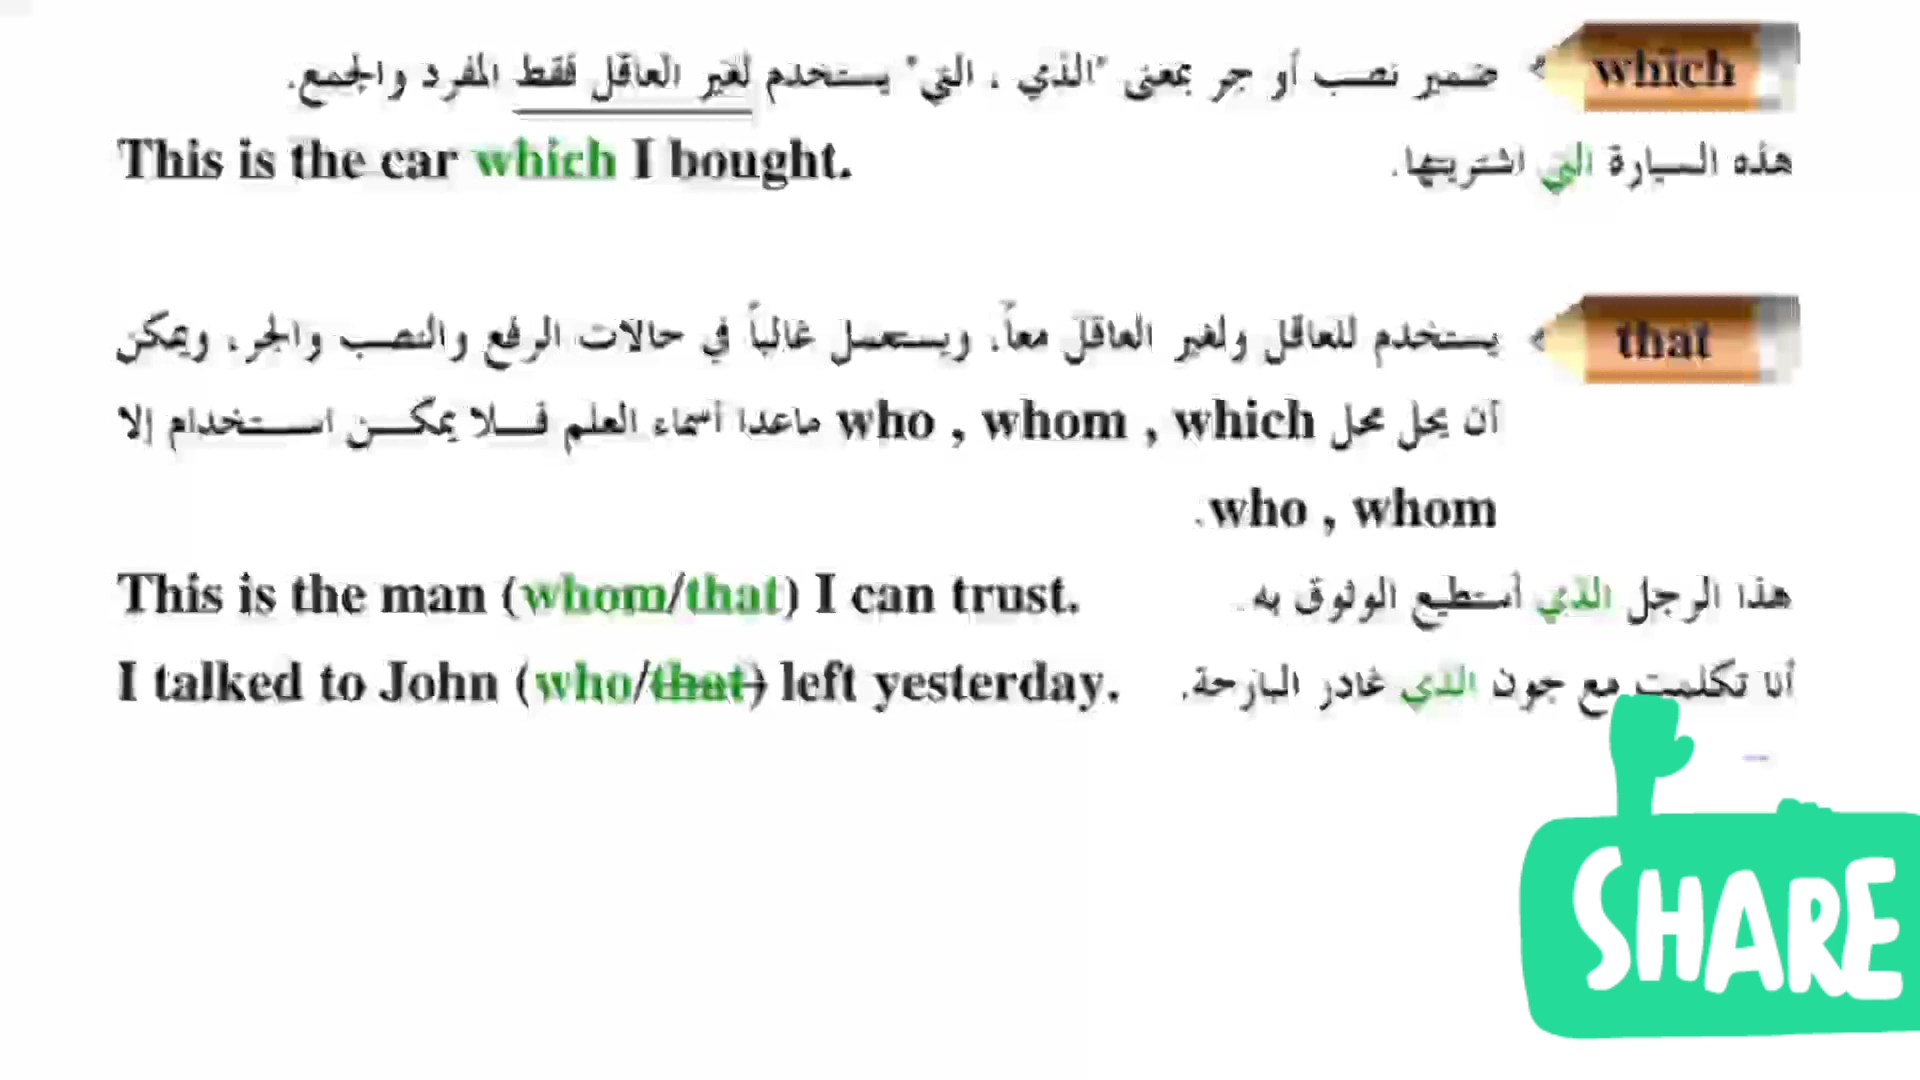 which
ضمير نصب أو جر بمعنى "الذي ، التي" يستخدم لغير العاقل فقط المفرد والجمع.
This is the car which I bought.
هذه السيارة التي اشتريتها.
that
يستخدم للعاقل ولغير العاقل معاً، ويستعمل غالباً في حالات الرفع والنصب والجر، ويمكن
أن يحل محل who , whom , which ماعدا أسماء العلم فلا يمكن استخدام إلا
who , whom.
This is the man (whom/that) I can trust.
هذا الرجل الذي أستطيع الوثوق به.
I talked to John (who/that) left yesterday.
أنا تكلمت مع جون الذي غادر البارحة.
SHARE